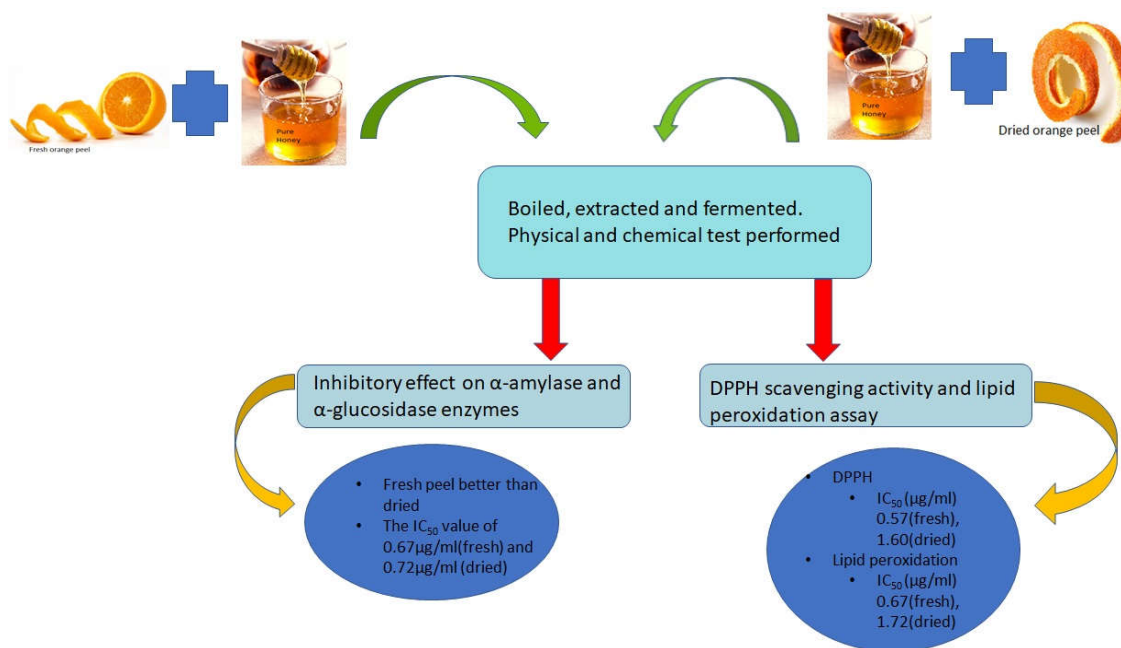 Fresh orange peel
Pure
Honey
Pure
Honey
Dried orange peel
Boiled, extracted and fermented.
Physical and chemical test performed
Inhibitory effect on α-amylase and
α-glucosidase enzymes
DPPH scavenging activity and lipid
peroxidation assay
• Fresh peel better than
dried
• The IC₅₀ value of
0.67µg/ml(fresh) and
0.72µg/ml (dried)
• DPPH
• IC₅₀(µg/ml)
0.57(fresh),
1.60(dried)
• Lipid peroxidation
• IC₅₀(µg/ml)
0.67(fresh),
1.72(dried)